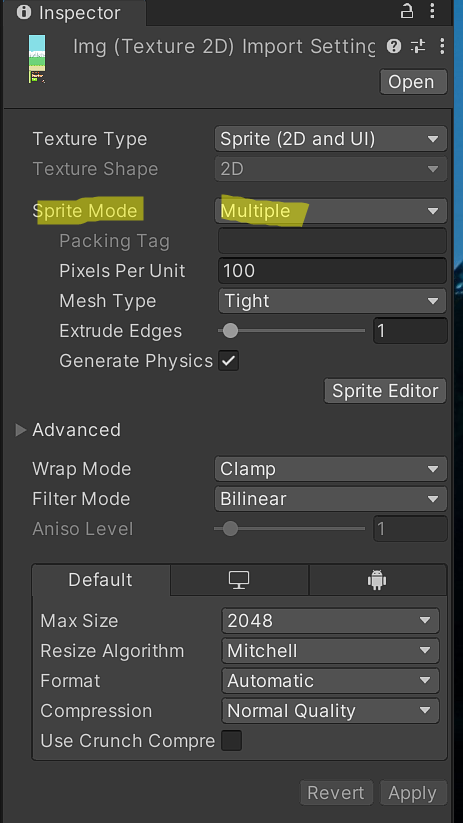 Inspector
Img (Texture 2D) Import Setting
Open
Texture Type Sprite (2D and UI)
Texture Shape 2D
Sprite Mode Multiple
Packing Tag
Pixels Per Unit 100
Mesh Type Tight
Extrude Edges 1
Generate Physics
Sprite Editor
Advanced
Wrap Mode Clamp
Filter Mode Bilinear
Aniso Level 1
Default
Max Size 2048
Resize Algorithm Mitchell
Format Automatic
Compression Normal Quality
Use Crunch Compre
Revert Apply